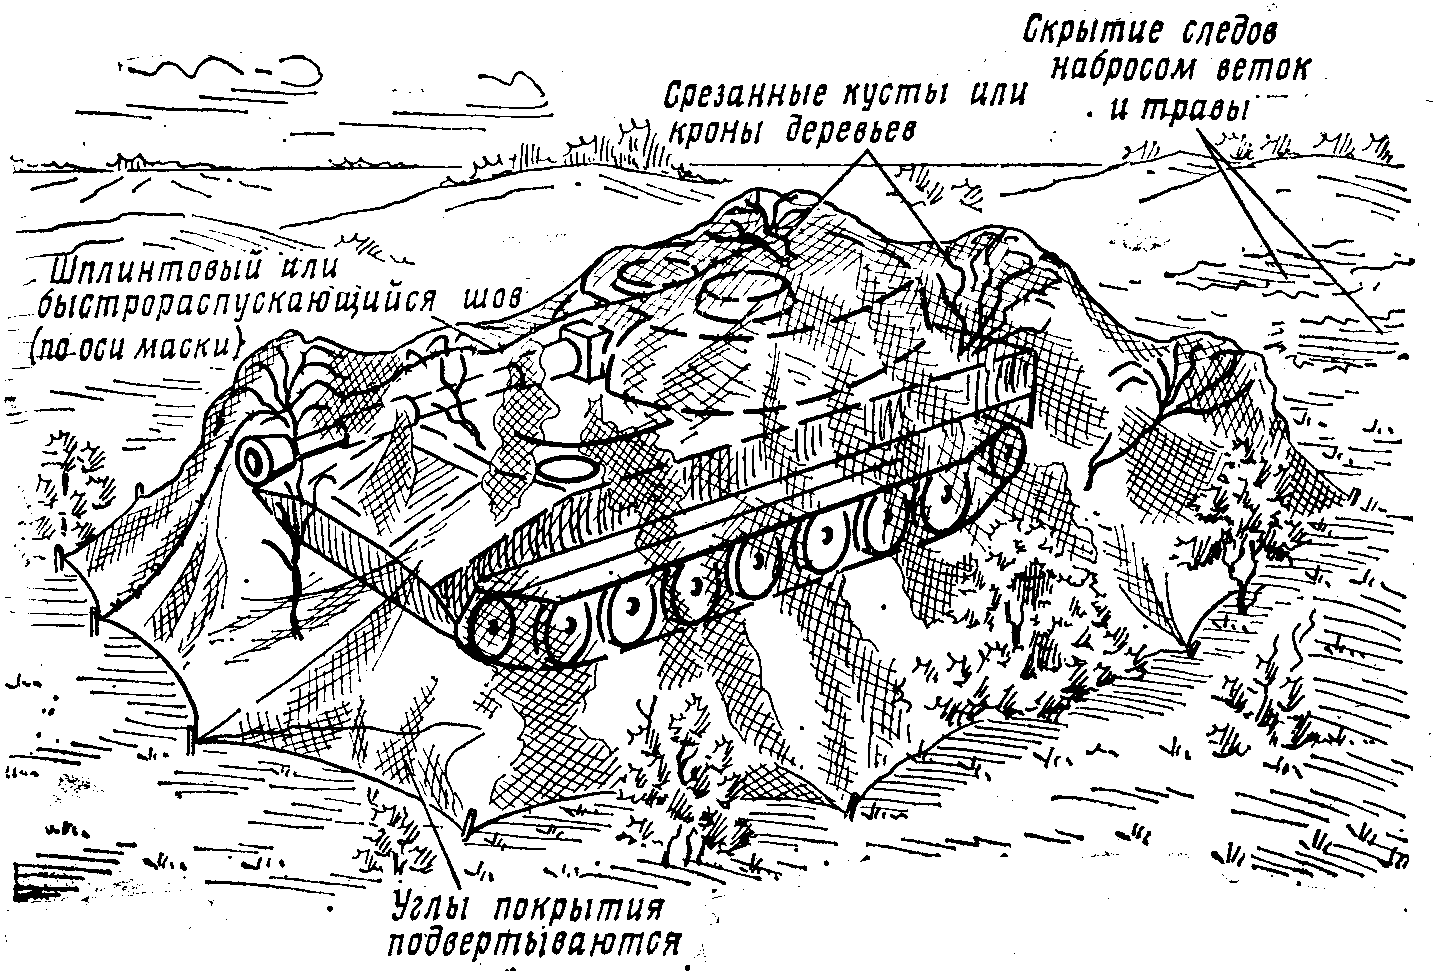 Скрытие следов
набросом веток
и травы
Срезанные кусты или
кроны деревьев
Шплинтовый или
быстрораспускающийся шов
(по оси маски)
Углы покрытия
подвертываются